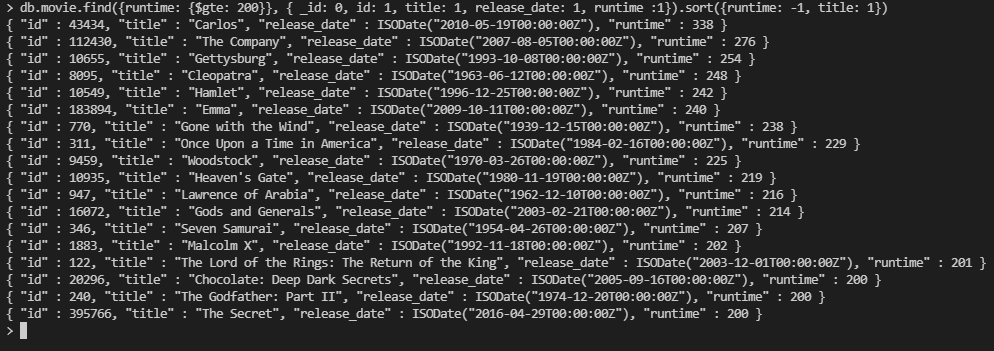 > db.movie.find({runtime: {$gte: 200}}, { _id: 0, id: 1, title: 1, release_date: 1, runtime :1}).sort({runtime: -1, title: 1})
{ "id" : 43434, "title" : "Carlos", "release_date" : ISODate("2010-05-19T00:00:00Z"), "runtime" : 338 }
{ "id" : 112430, "title" : "The Company", "release_date" : ISODate("2007-08-05T00:00:00Z"), "runtime" : 276 }
{ "id" : 10655, "title" : "Gettysburg", "release_date" : ISODate("1993-10-08T00:00:00Z"), "runtime" : 254 }
{ "id" : 8095, "title" : "Cleopatra", "release_date" : ISODate("1963-06-12T00:00:00Z"), "runtime" : 248 }
{ "id" : 10549, "title" : "Hamlet", "release_date" : ISODate("1996-12-25T00:00:00Z"), "runtime" : 242 }
{ "id" : 183894, "title" : "Emma", "release_date" : ISODate("2009-10-11T00:00:00Z"), "runtime" : 240 }
{ "id" : 770, "title" : "Gone with the Wind", "release_date" : ISODate("1939-12-15T00:00:00Z"), "runtime" : 238 }
{ "id" : 311, "title" : "Once Upon a Time in America", "release_date" : ISODate("1984-02-16T00:00:00Z"), "runtime" : 229 }
{ "id" : 9459, "title" : "Woodstock", "release_date" : ISODate("1970-03-26T00:00:00Z"), "runtime" : 225 }
{ "id" : 10935, "title" : "Heaven's Gate", "release_date" : ISODate("1980-11-19T00:00:00Z"), "runtime" : 219 }
{ "id" : 947, "title" : "Lawrence of Arabia", "release_date" : ISODate("1962-12-10T00:00:00Z"), "runtime" : 216 }
{ "id" : 16072, "title" : "Gods and Generals", "release_date" : ISODate("2003-02-21T00:00:00Z"), "runtime" : 214 }
{ "id" : 346, "title" : "Seven Samurai", "release_date" : ISODate("1954-04-26T00:00:00Z"), "runtime" : 207 }
{ "id" : 1883, "title" : "Malcolm X", "release_date" : ISODate("1992-11-18T00:00:00Z"), "runtime" : 202 }
{ "id" : 122, "title" : "The Lord of the Rings: The Return of the King", "release_date" : ISODate("2003-12-01T00:00:00Z"), "runtime" : 201 }
{ "id" : 20296, "title" : "Chocolate: Deep Dark Secrets", "release_date" : ISODate("2005-09-16T00:00:00Z"), "runtime" : 200 }
{ "id" : 240, "title" : "The Godfather: Part II", "release_date" : ISODate("1974-12-20T00:00:00Z"), "runtime" : 200 }
{ "id" : 395766, "title" : "The Secret", "release_date" : ISODate("2016-04-29T00:00:00Z"), "runtime" : 200 }
>